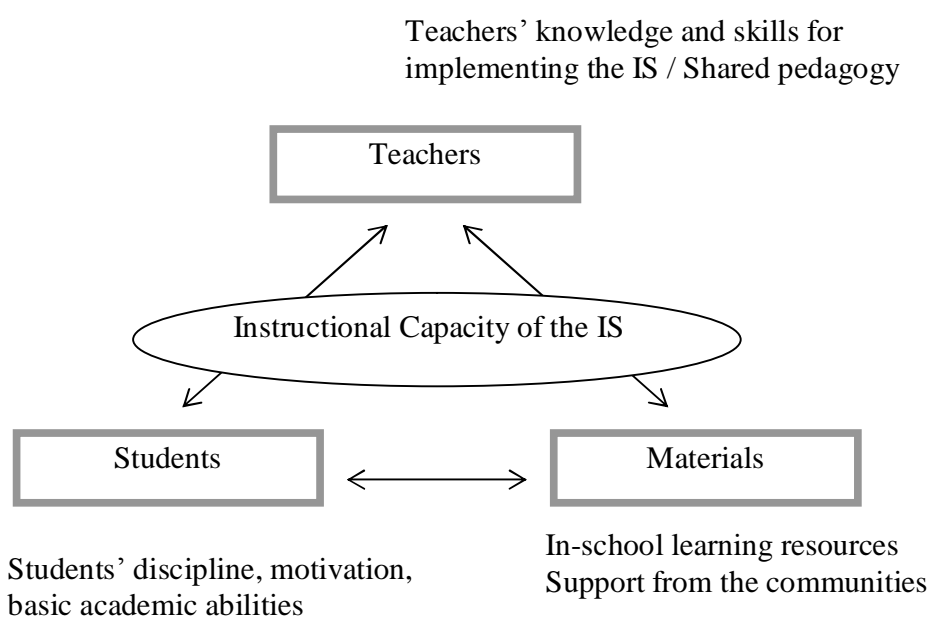 Teachers’ knowledge and skills for
implementing the IS / Shared pedagogy
Teachers
Instructional Capacity of the IS
Students
Materials
Students’ discipline, motivation,
basic academic abilities
In-school learning resources
Support from the communities